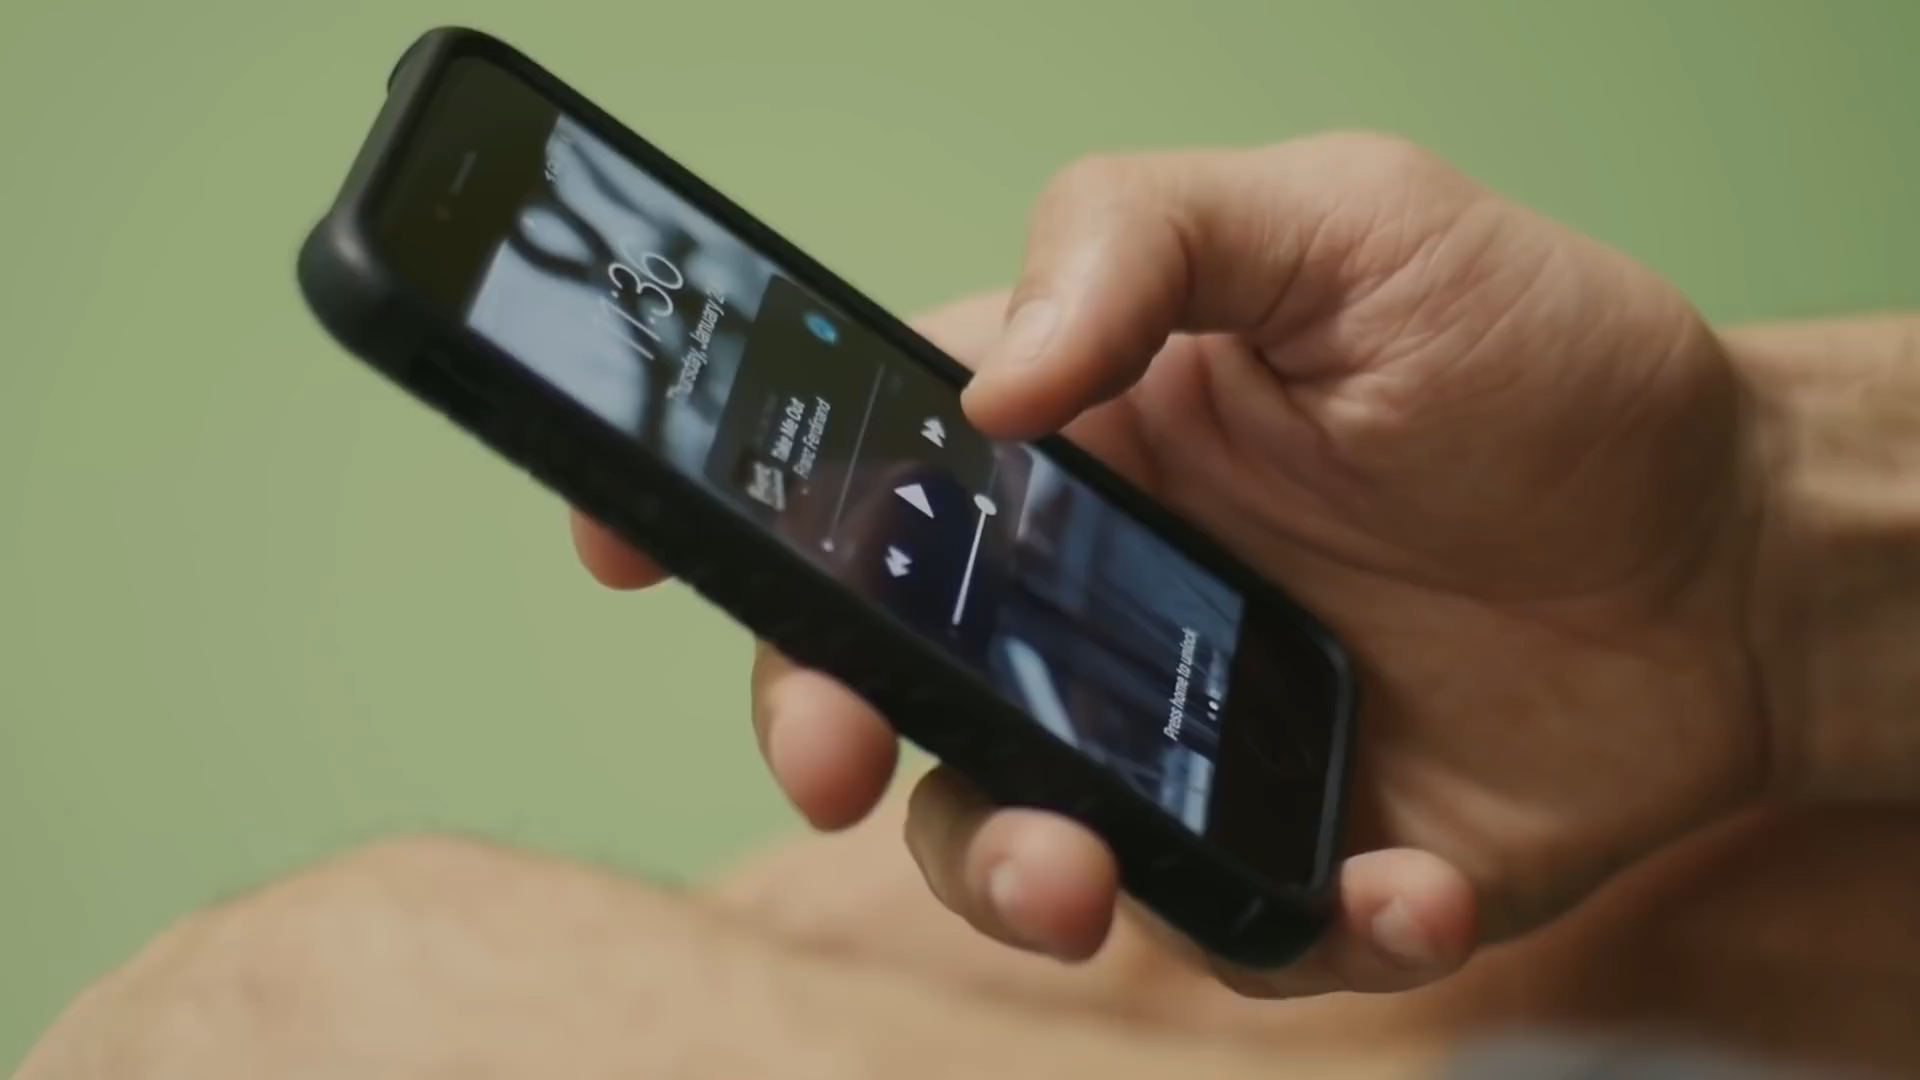 11:36
Thursday, January 2
Take Me Out
Franz Ferdinand
Press home to unlock